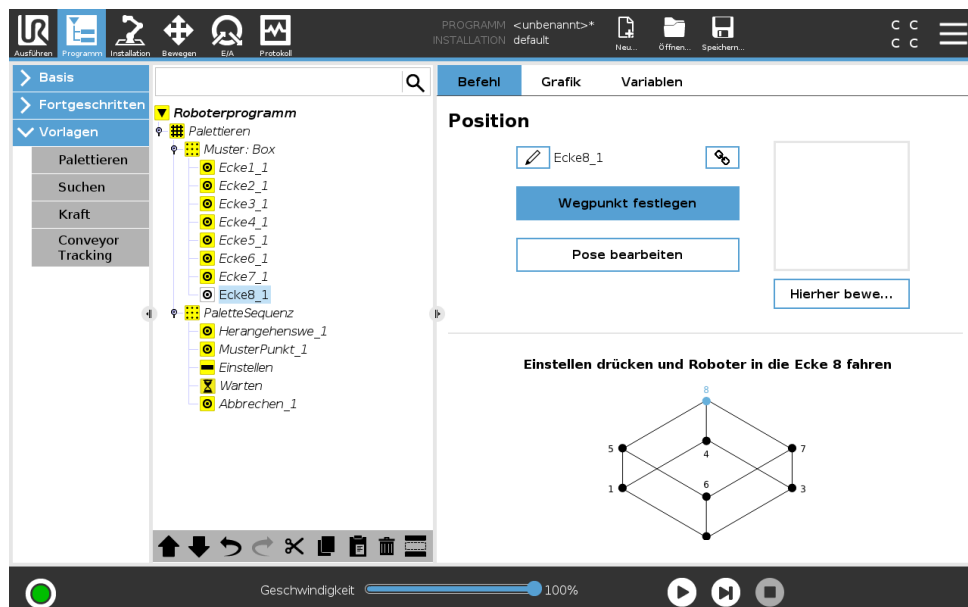 PROGRAMM <unbenannt>*
INSTALLATION default
Ausführen Programm Installation Bewegen E/A Protokoll
Neu... Öffnen... Speichern...
C C
C C
Basis
Fortgeschritten
Vorlagen
Palettieren
Suchen
Kraft
Conveyor
Tracking
Roboterprogramm
Palettieren
Muster: Box
Ecke1_1
Ecke2_1
Ecke3_1
Ecke4_1
Ecke5_1
Ecke6_1
Ecke7_1
Ecke8_1
PaletteSequenz
Herangehenswe_1
MusterPunkt_1
Einstellen
Warten
Abbrechen_1
Befehl Grafik Variablen
Position
Ecke8_1
Wegpunkt festlegen
Pose bearbeiten
Hierher bewe...
Einstellen drücken und Roboter in die Ecke 8 fahren
8
5 4 7
1 6 3
Geschwindigkeit 100%